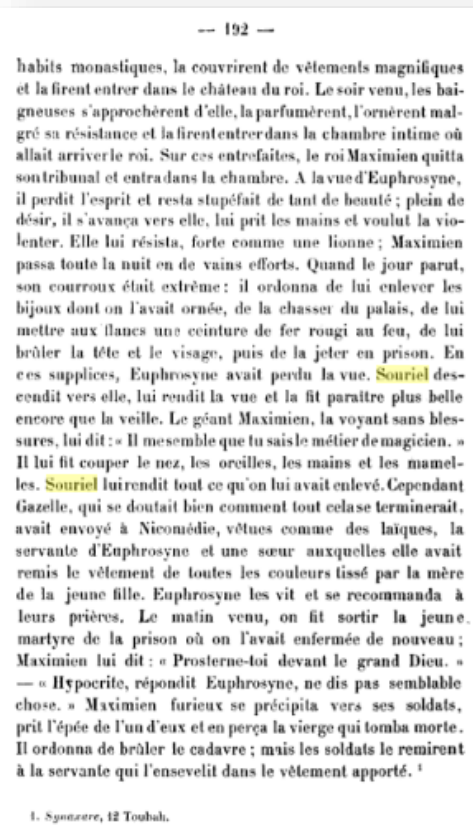 — 192 —
habits monastiques, la couvrirent de vêtements magnifiques
et la firent entrer dans le château du roi. Le soir venu, les bai-
gneuses s'approchèrent d'elle, la parfumèrent, l'ornèrent mal-
gré sa résistance et la firent entrer dans la chambre intime où
allait arriver le roi. Sur ces entrefaites, le roi Maximien quitta
son tribunal et entra dans la chambre. A la vue d'Euphrosyne,
il perdit l'esprit et resta stupéfait de tant de beauté ; plein de
désir, il s'avança vers elle, lui prit les mains et voulut la vio-
lenter. Elle lui résista, forte comme une lionne ; Maximien
passa toute la nuit en de vains efforts. Quand le jour parut,
son courroux était extrême : il ordonna de lui enlever les
bijoux dont on l'avait ornée, de la chasser du palais, de lui
mettre aux flancs une ceinture de fer rougi au feu, de lui
brûler la tête et le visage, puis de la jeter en prison. En
ces supplices, Euphrosyne avait perdu la vue. Souriel des-
cendit vers elle, lui rendit la vue et la fit paraître plus belle
encore que la veille. Le géant Maximien, la voyant sans bles-
sures, lui dit : « Il me semble que tu sais le métier de magicien. »
Il lui fit couper le nez, les oreilles, les mains et les mamel-
les. Souriel lui rendit tout ce qu'on lui avait enlevé. Cependant
Gazelle, qui se doutait bien comment tout cela se terminerait,
avait envoyé à Nicomédie, vêtues comme des laïques, la
servante d'Euphrosyne et une sœur auxquelles elle avait
remis le vêtement de toutes les couleurs tissé par la mère
de la jeune fille. Euphrosyne les vit et se recommanda à
leurs prières. Le matin venu, on fit sortir la jeune
martyre de la prison où on l'avait enfermée de nouveau ;
Maximien lui dit : « Prosterne-toi devant le grand Dieu. »
— « Hypocrite, répondit Euphrosyne, ne dis pas semblable
chose. » Maximien furieux se précipita vers ses soldats,
prit l'épée de l'un d'eux et en perça la vierge qui tomba morte.
Il ordonna de brûler le cadavre ; mais les soldats le remirent
à la servante qui l'ensevelit dans le vêtement apporté. ¹
1. Synaxare, 12 Toubah.